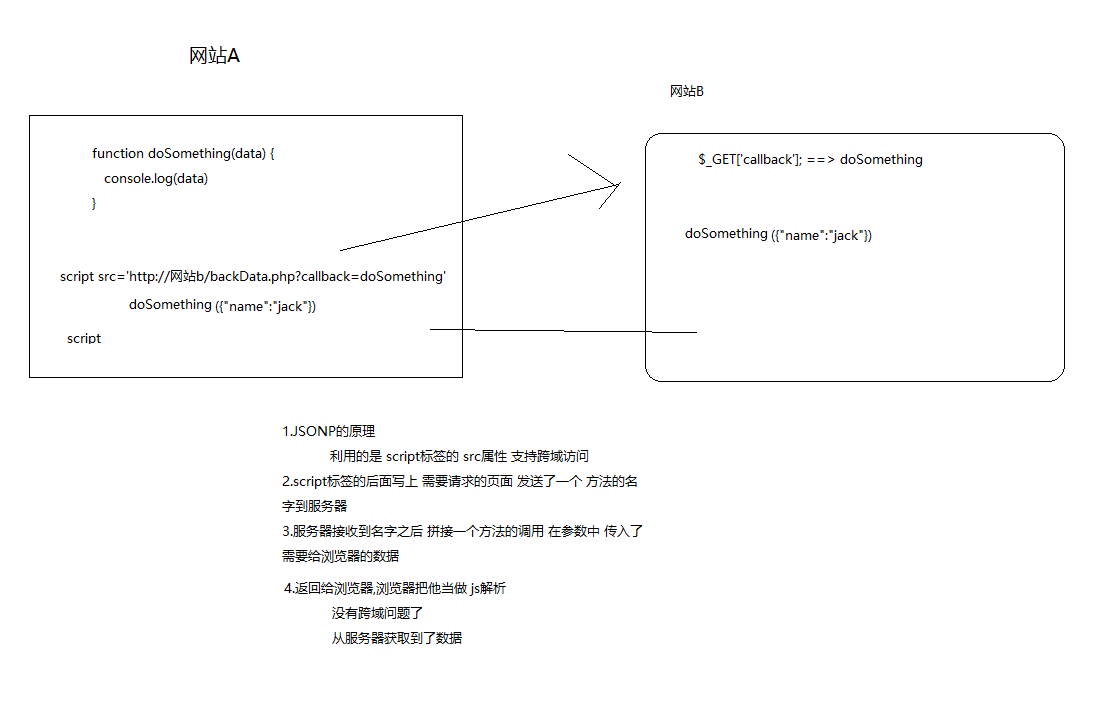 网站A
网站B
function doSomething(data) {
console.log(data)
}
$_GET['callback']; ==> doSomething
doSomething ({"name":"jack"})
script src='http://网站b/backData.php?callback=doSomething'
doSomething ({"name":"jack"})
script
1.JSONP的原理
利用的是 script标签的 src属性 支持跨域访问
2.script标签的后面写上 需要请求的页面 发送了一个 方法的名
字到服务器
3.服务器接收到名字之后 拼接一个方法的调用 在参数中 传入了
需要给浏览器的数据
4.返回给浏览器,浏览器把他当做 js解析
没有跨域问题了
从服务器获取到了数据